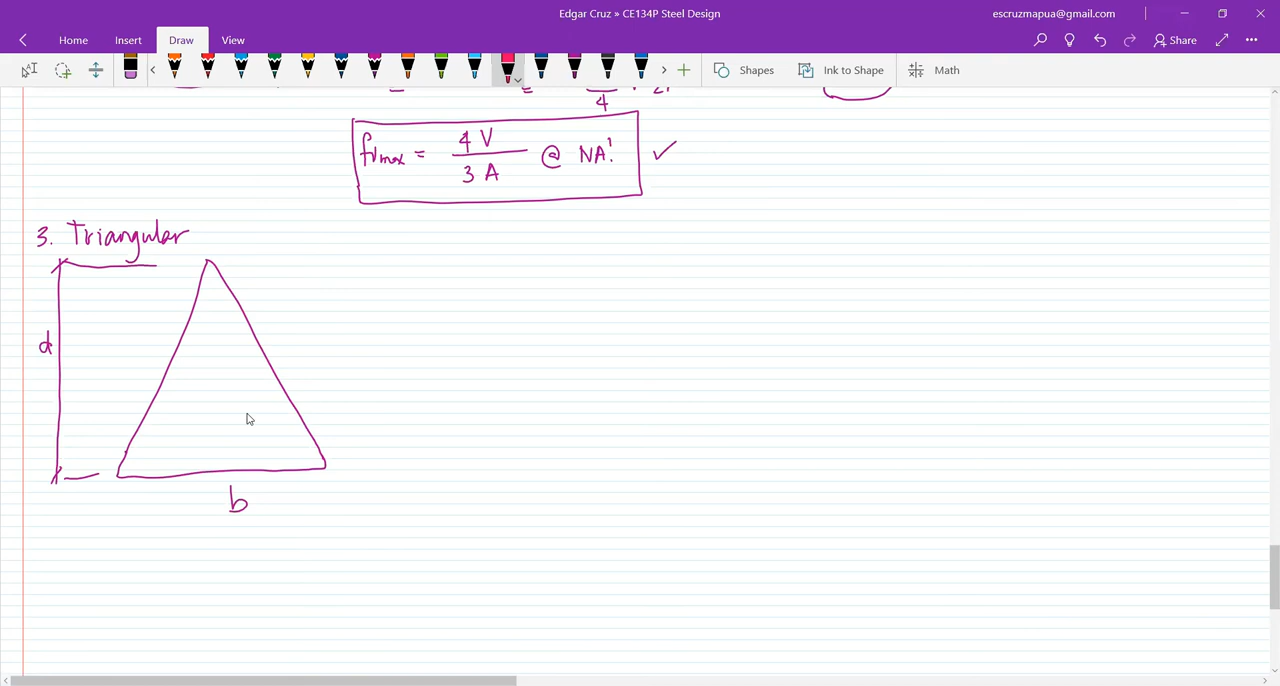 Edgar Cruz » CE134P Steel Design
escruzmapua@gmail.com
Home Insert Draw View
Share
Shapes Ink to Shape Math
4
fvmax = 4 V / 3 A @ NA!
3. Triangular
d
b